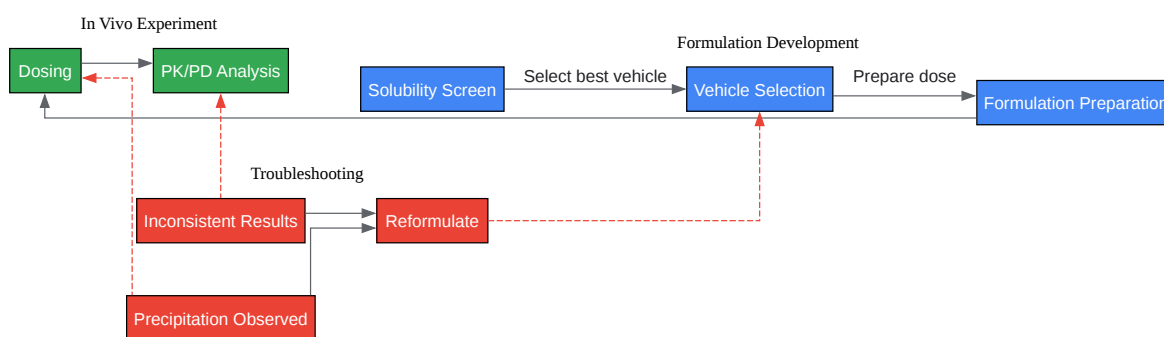 In Vivo Experiment
Dosing
PK/PD Analysis
Formulation Development
Solubility Screen
Select best vehicle
Vehicle Selection
Prepare dose
Formulation Preparation
Troubleshooting
Inconsistent Results
Reformulate
Precipitation Observed